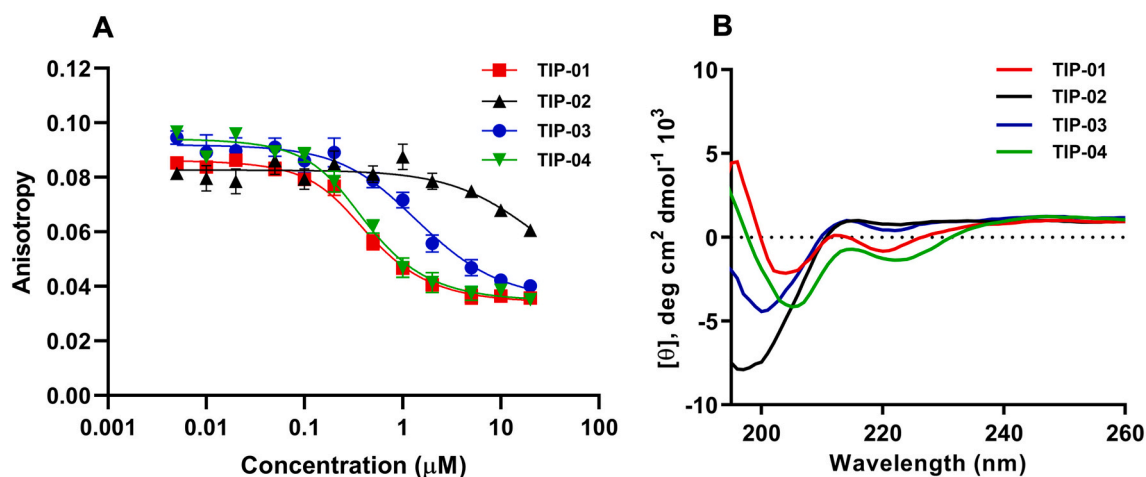 A
0.12
0.10
0.08
0.06
0.04
0.02
0.00
Anisotropy
0.001
0.01
0.1
1
10
100
Concentration (μM)
TIP-01
TIP-02
TIP-03
TIP-04
B
10
5
0
-5
-10
[θ], deg cm² dmol⁻¹ 10³
200
220
240
260
Wavelength (nm)
TIP-01
TIP-02
TIP-03
TIP-04